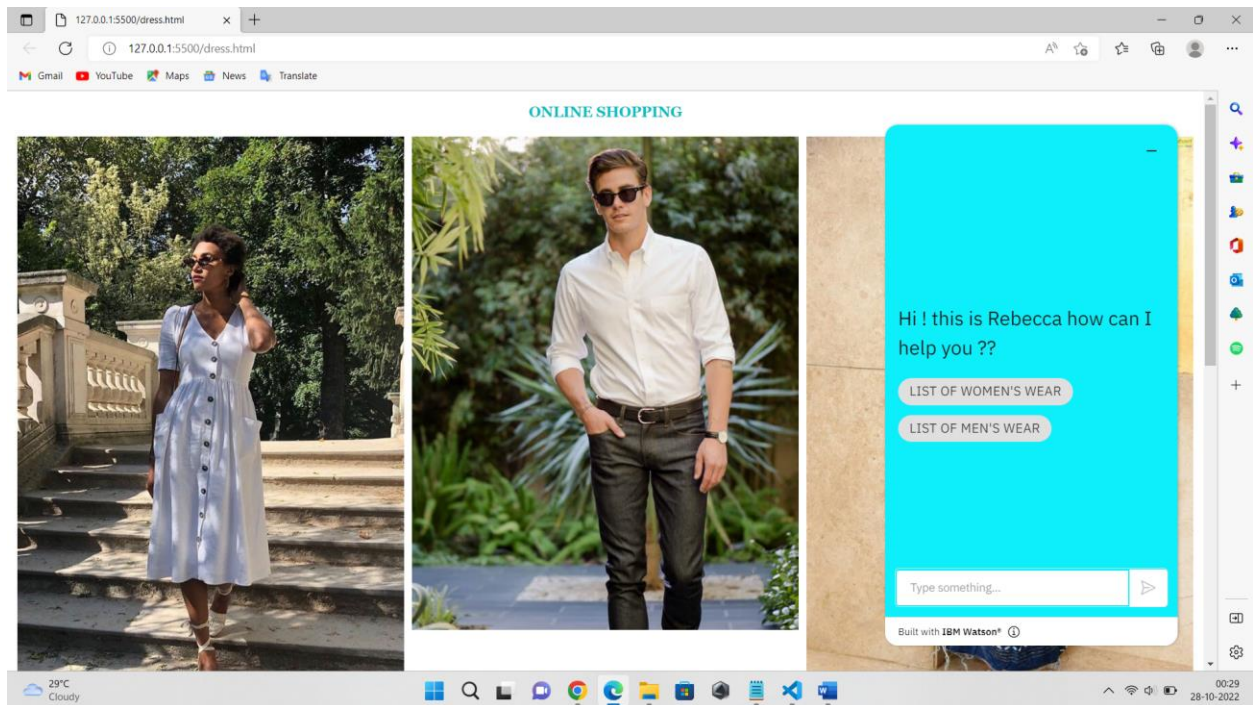 127.0.0.1:5500/dress.html
127.0.0.1:5500/dress.html
Gmail YouTube Maps News Translate
ONLINE SHOPPING
Hi ! this is Rebecca how can I
help you ??
LIST OF WOMEN'S WEAR
LIST OF MEN'S WEAR
Type something...
Built with IBM Watson®
29°C
Cloudy
00:29
28-10-2022